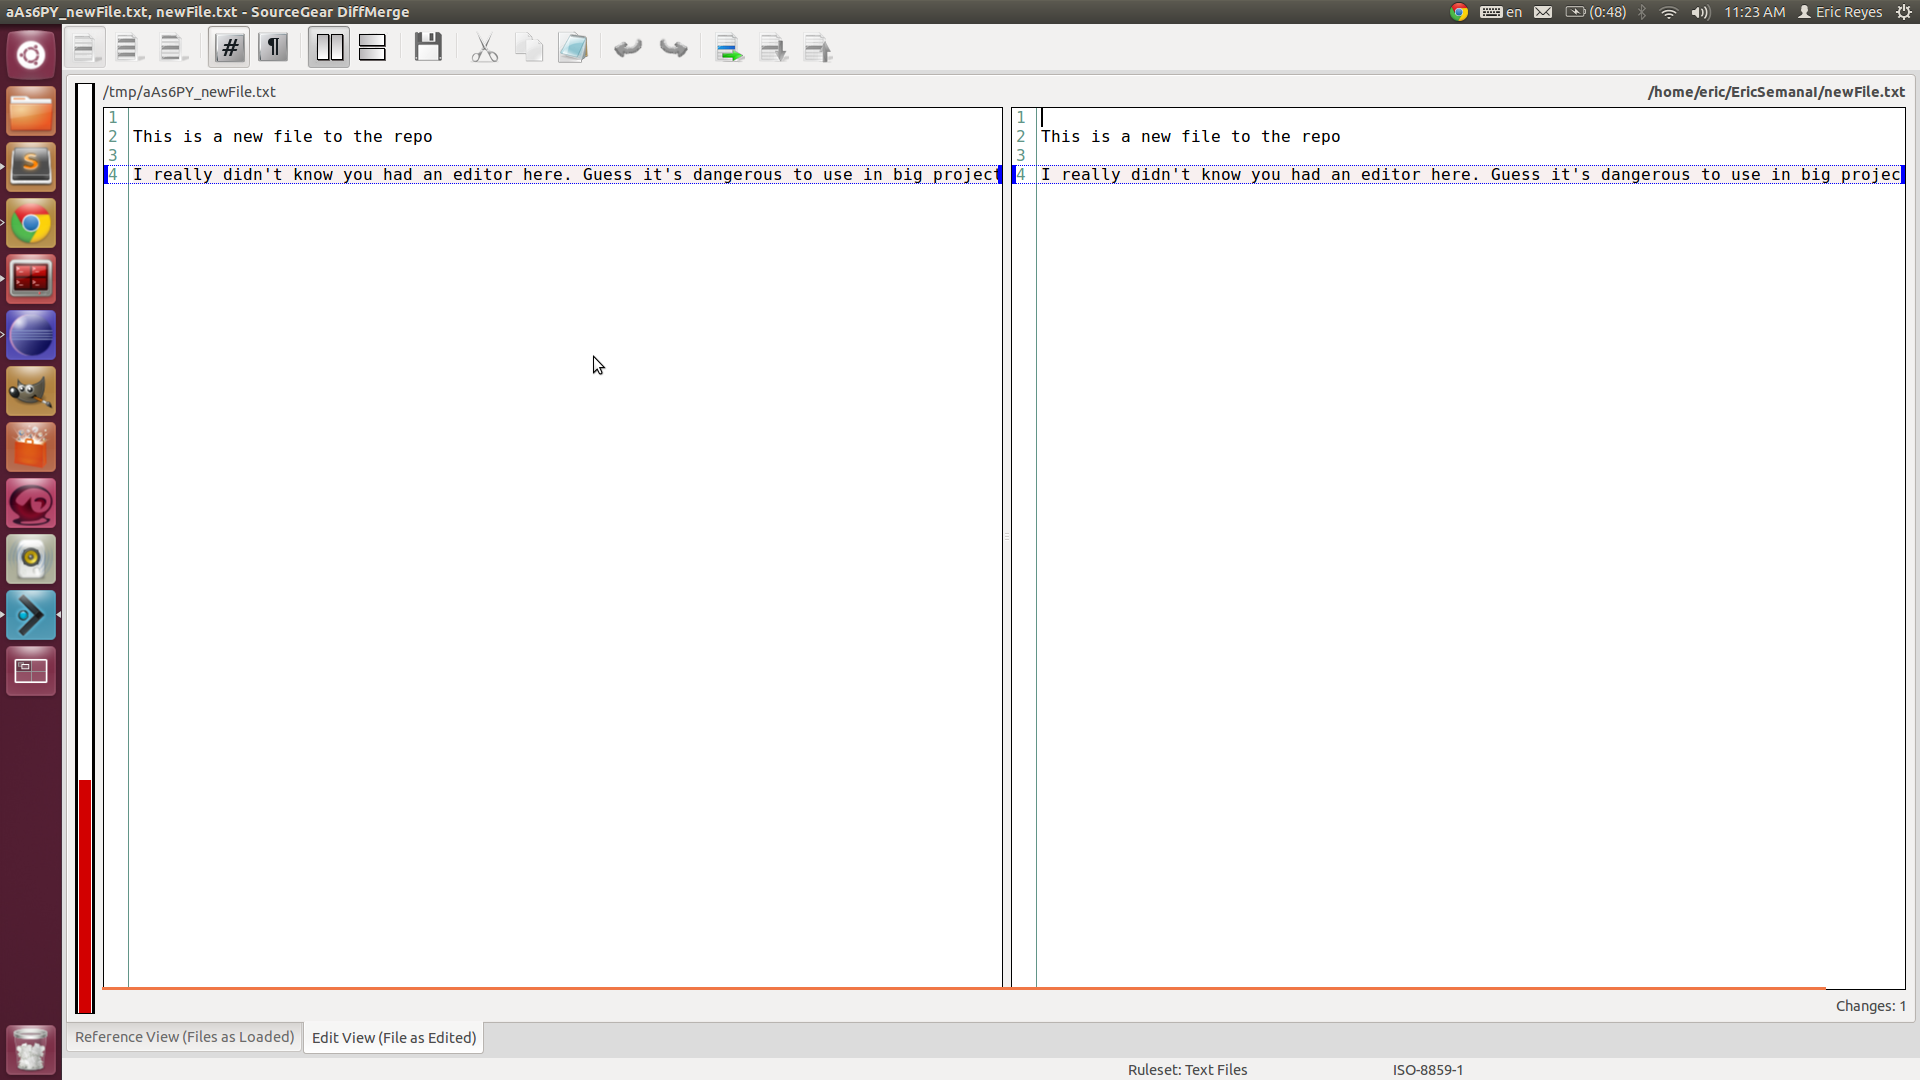 aAs6PY_newFile.txt, newFile.txt - SourceGear DiffMerge
en (0:48) 11:23 AM Eric Reyes
# ¶
/tmp/aAs6PY_newFile.txt
/home/eric/EricSemanaI/newFile.txt
1
2 This is a new file to the repo
3
4 I really didn't know you had an editor here. Guess it's dangerous to use in big project
1
2 This is a new file to the repo
3
4 I really didn't know you had an editor here. Guess it's dangerous to use in big projec
Changes: 1
Reference View (Files as Loaded)
Edit View (File as Edited)
Ruleset: Text Files
ISO-8859-1